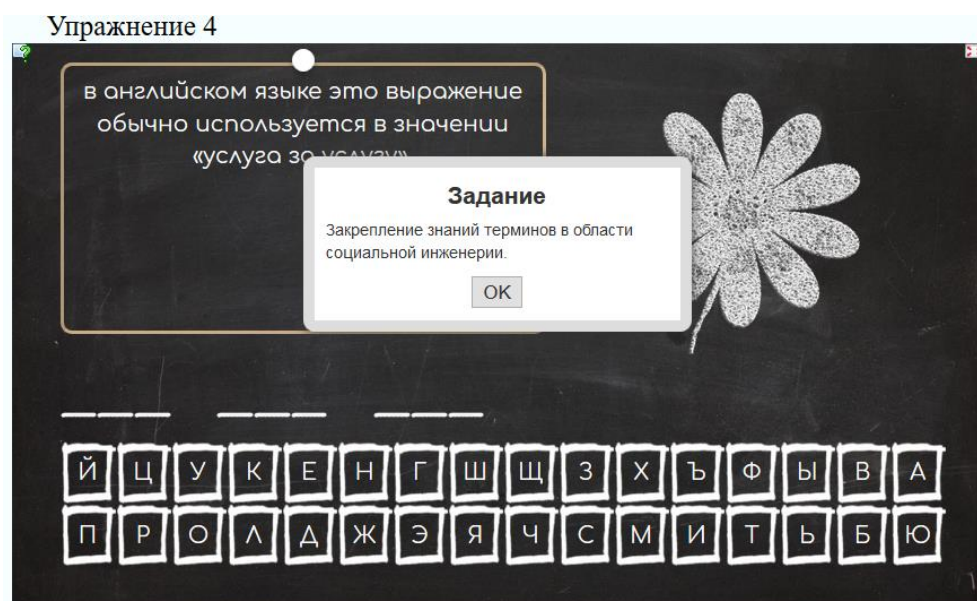 Упражнение 4
в английском языке это выражение
обычно используется в значении
«услуга за услугу»
Задание
Закрепление знаний терминов в области
социальной инженерии.
OK
Й Ц У К Е Н Г Ш Щ З Х Ъ Ф Ы В А
П Р О Л Д Ж Э Я Ч С М И Т Ь Б Ю